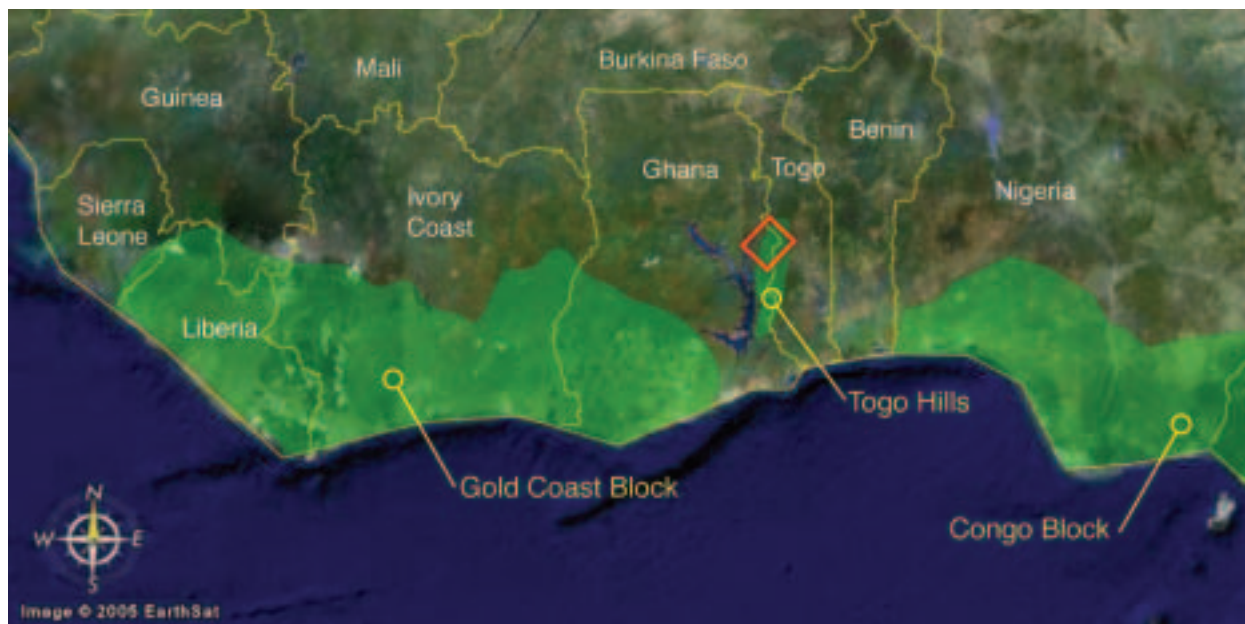 Mali
Burkina Faso
Guinea
Benin
Ghana
Togo
Nigeria
Sierra
Leone
Ivory
Coast
Liberia
Togo Hills
Gold Coast Block
Congo Block
N
W
E
S
Image © 2005 EarthSat